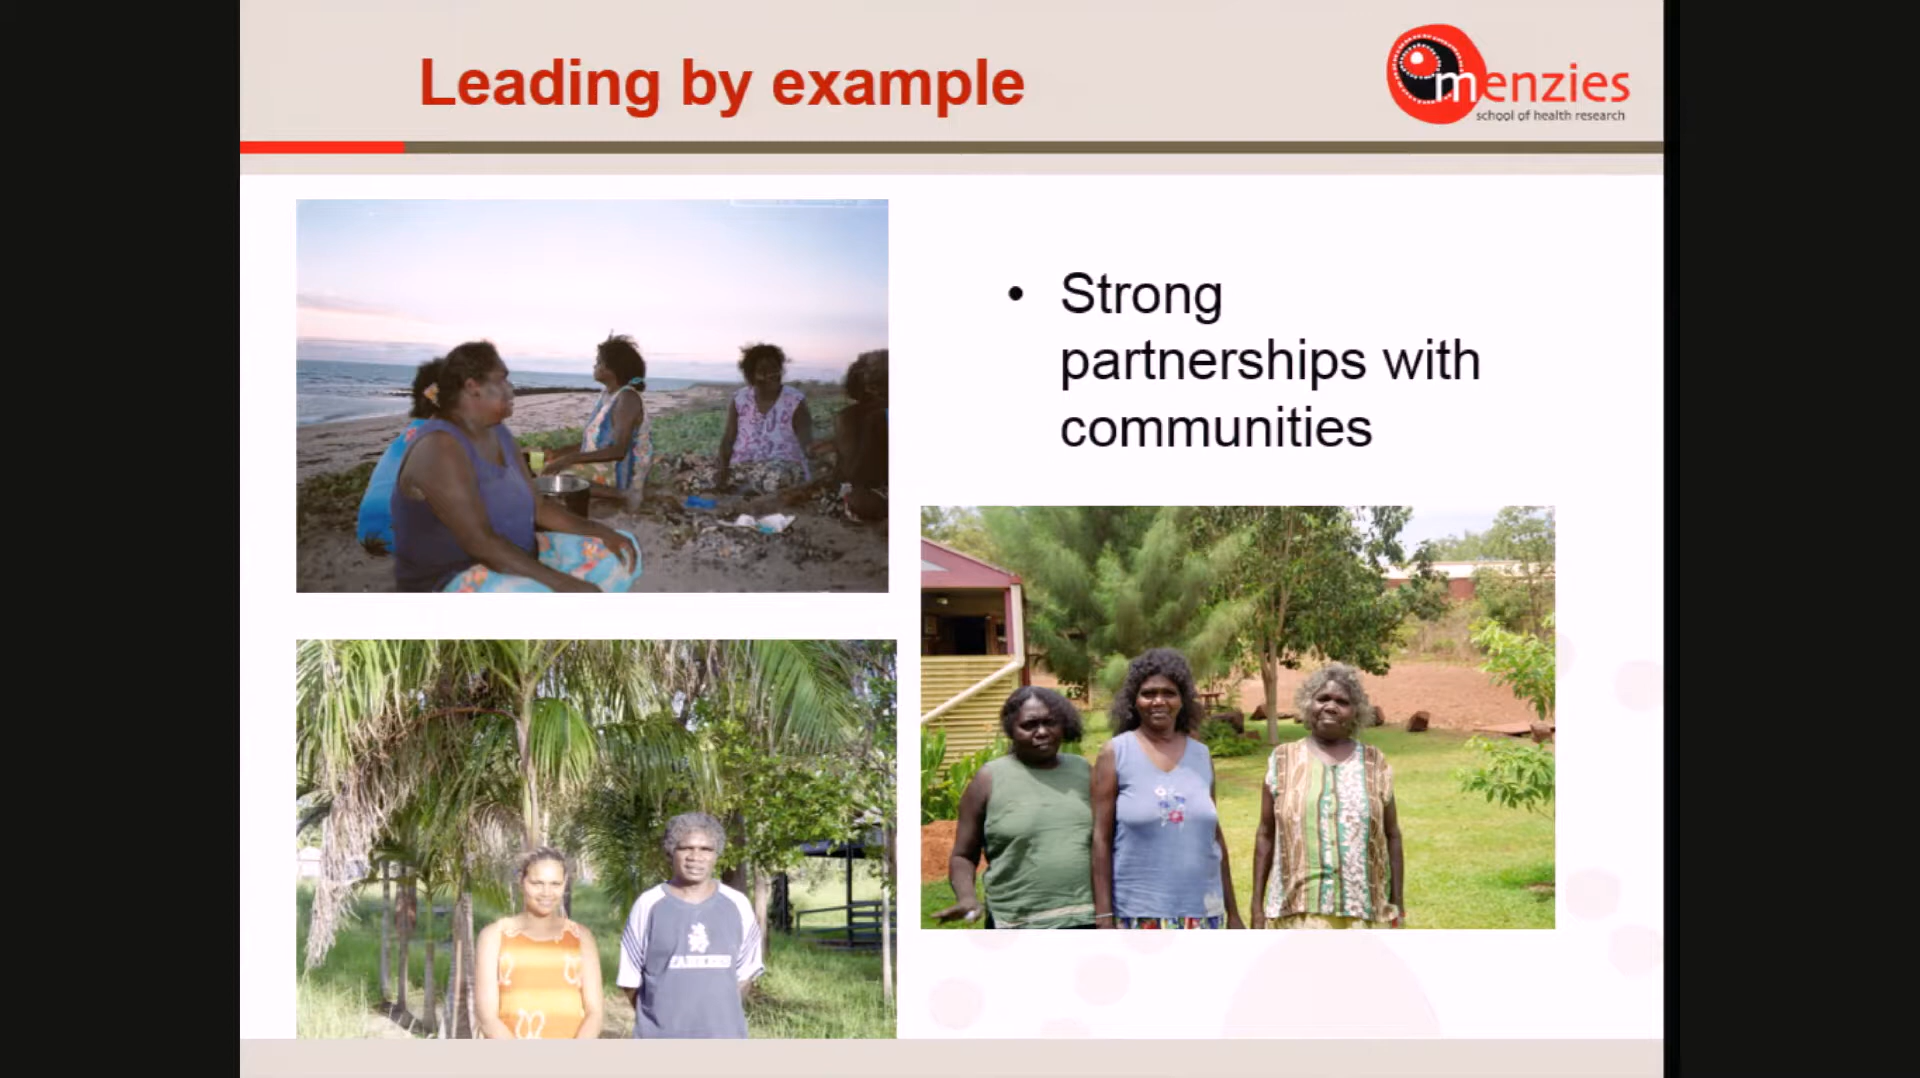 Leading by example
menzies
school of health research
• Strong
partnerships with
communities